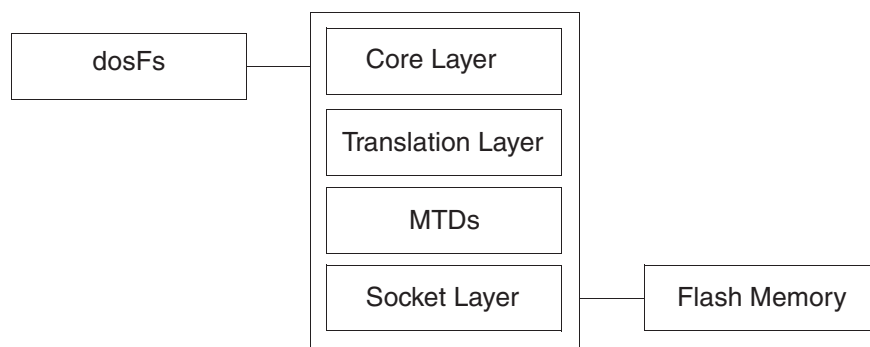 dosFs
Core Layer
Translation Layer
MTDs
Socket Layer
Flash Memory